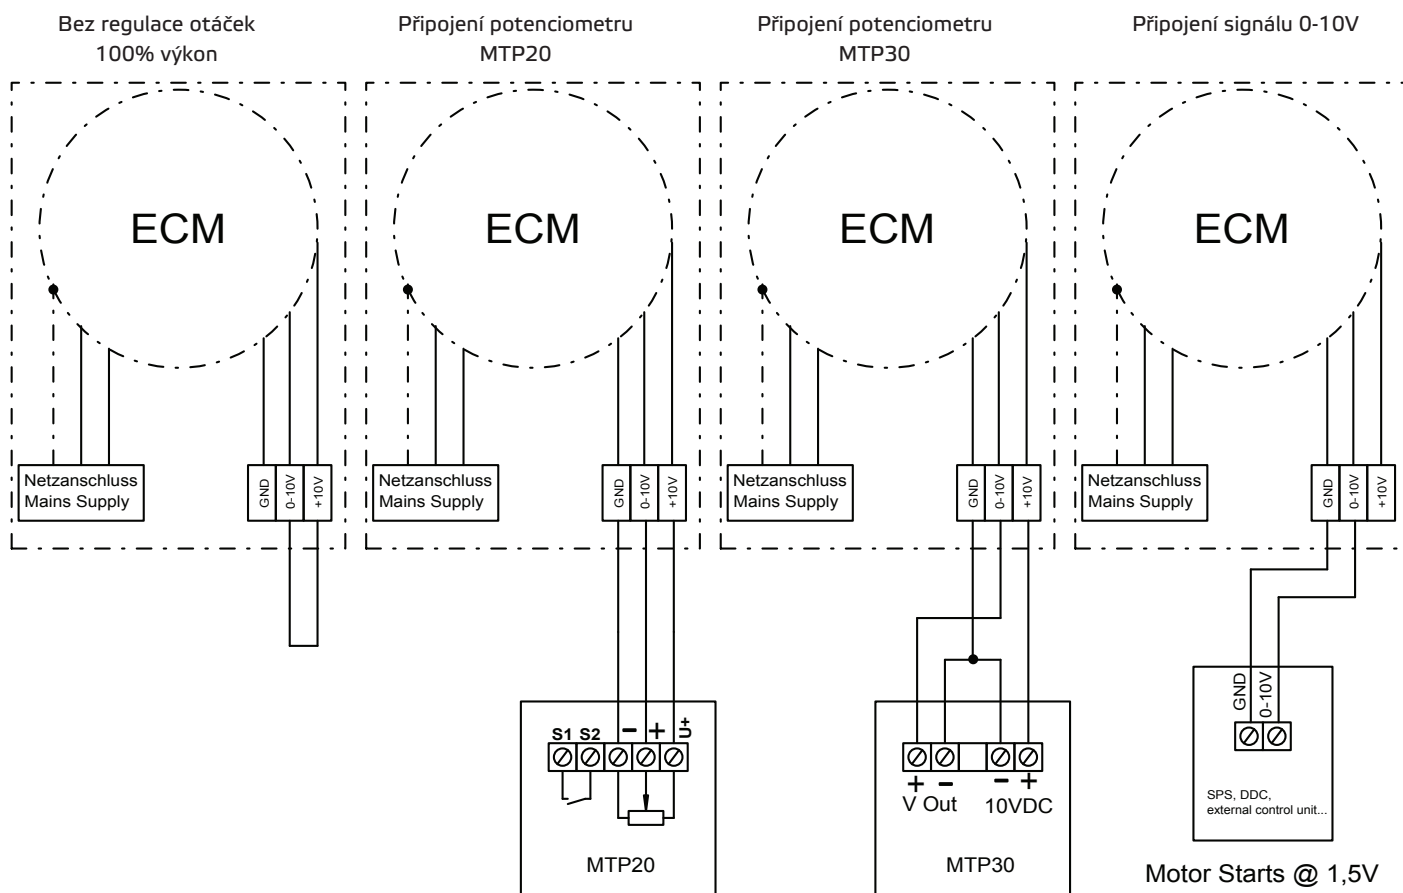 Bez regulace otáček
100% výkon
ECM
Netzanschluss
Mains Supply
GND
0-10V
+10V
Připojení potenciometru
MTP20
ECM
Netzanschluss
Mains Supply
GND
0-10V
+10V
S1 S2 - + U+
MTP20
Připojení potenciometru
MTP30
ECM
Netzanschluss
Mains Supply
GND
0-10V
+10V
+ - - +
V Out 10VDC
MTP30
Připojení signálu 0-10V
ECM
Netzanschluss
Mains Supply
GND
0-10V
+10V
GND
0-10V
SPS, DDC,
external control unit...
Motor Starts @ 1,5V